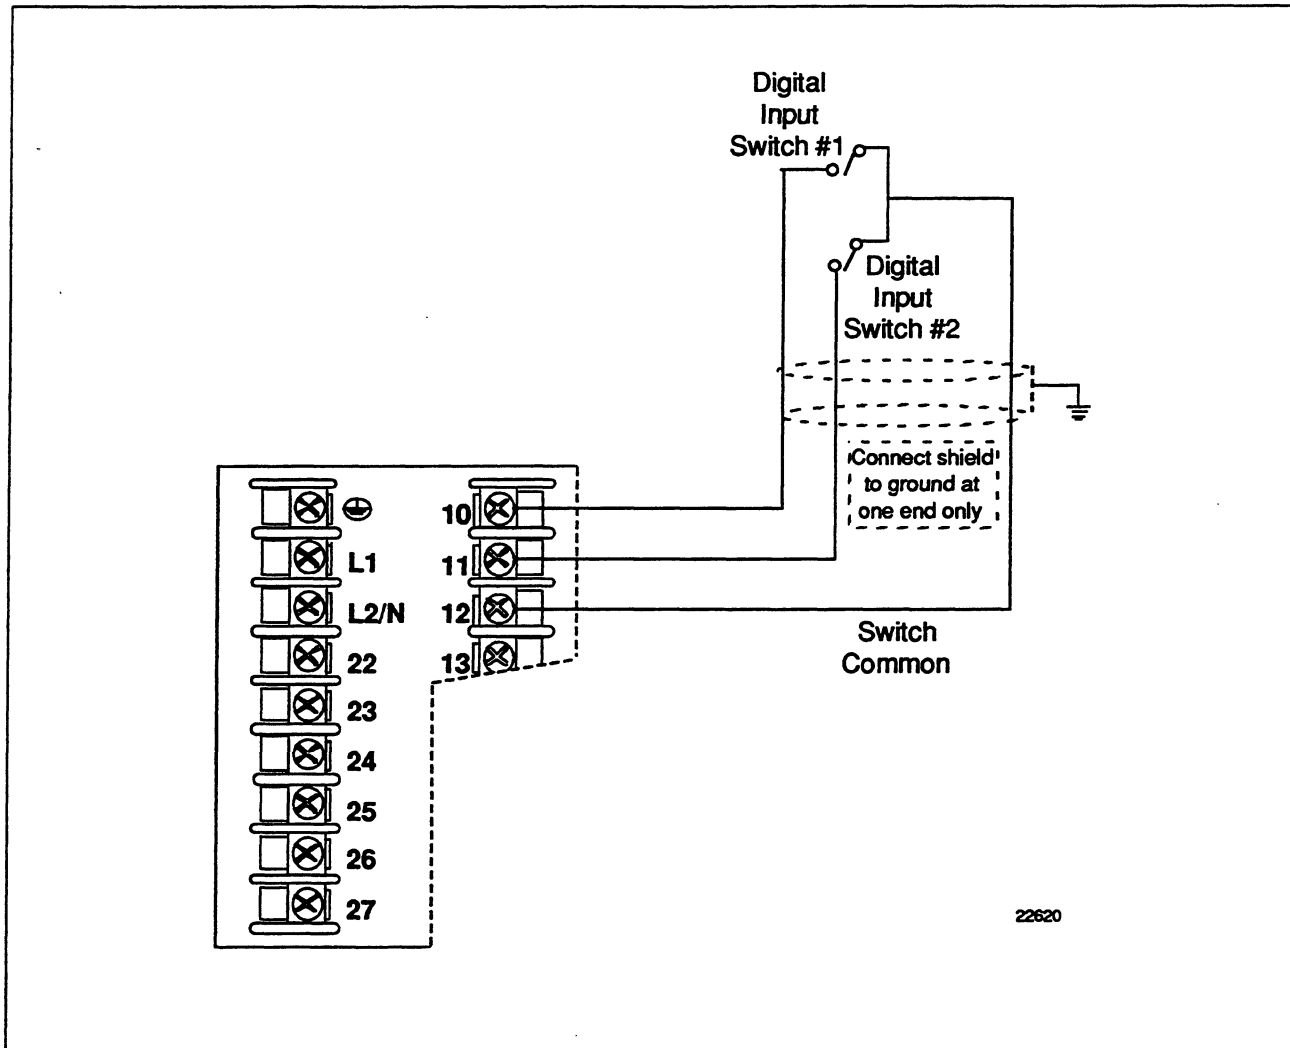 Digital
Input
Switch #1
Digital
Input
Switch #2
Connect shield
to ground at
one end only
10
L1
11
L2/N
12
Switch
Common
22
13
23
24
25
26
27
22620